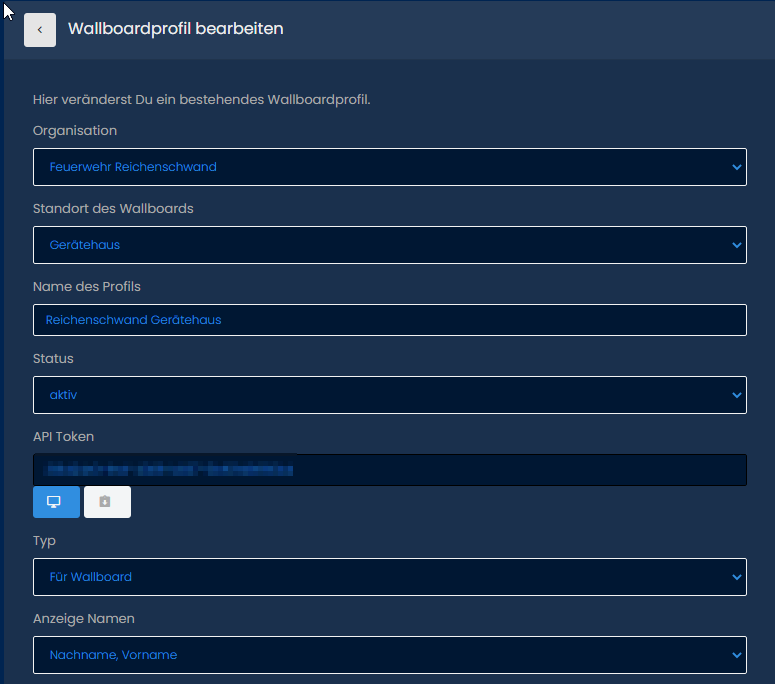 Wallboardprofil bearbeiten
Hier veränderst Du ein bestehendes Wallboardprofil.
Organisation
Feuerwehr Reichenschwand
Standort des Wallboards
Gerätehaus
Name des Profils
Reichenschwand Gerätehaus
Status
aktiv
API Token
Typ
Für Wallboard
Anzeige Namen
Nachname, Vorname